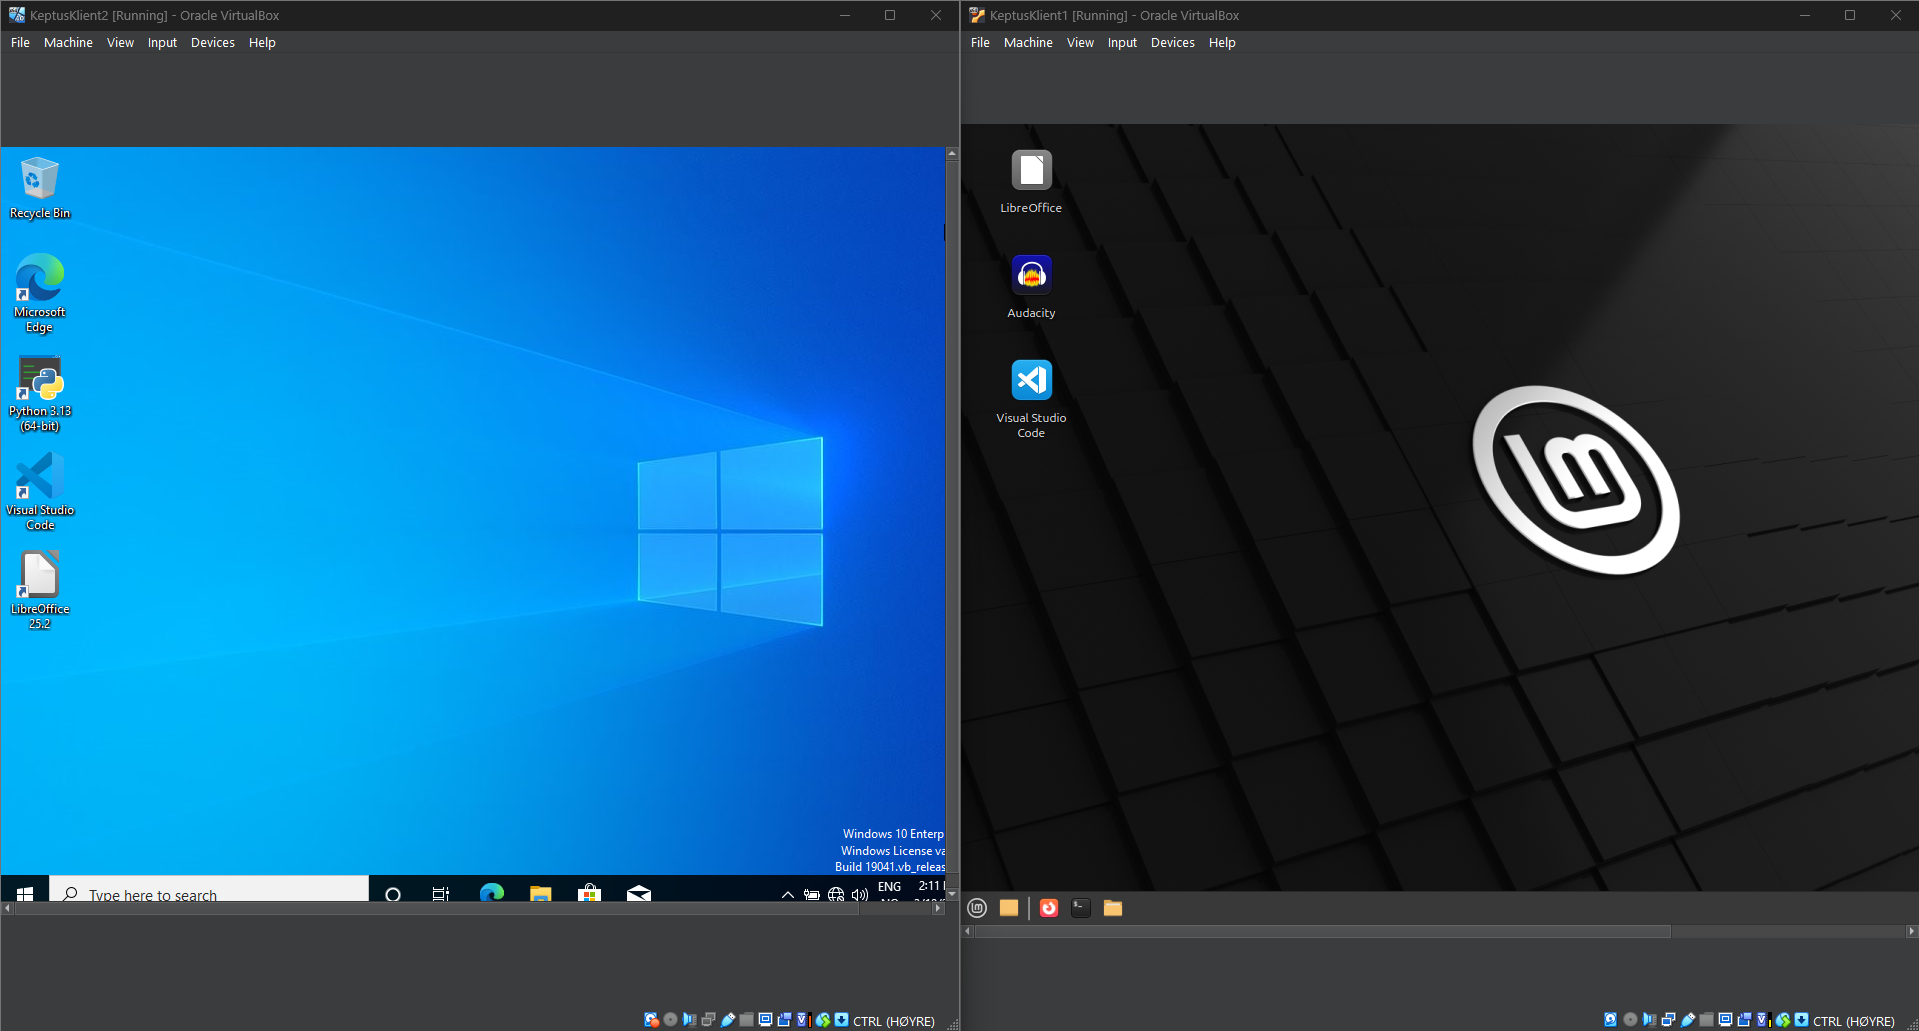 KeptusKlient2 [Running] - Oracle VirtualBox
File Machine View Input Devices Help
Recycle Bin
Microsoft
Edge
Python 3.13
(64-bit)
Visual Studio
Code
LibreOffice
25.2
Windows 10 Enterp
Windows License va
Build 19041.vb_releas
Type here to search
ENG
2:11
CTRL (HØYRE)
KeptusKlient1 [Running] - Oracle VirtualBox
File Machine View Input Devices Help
LibreOffice
Audacity
Visual Studio
Code
CTRL (HØYRE)